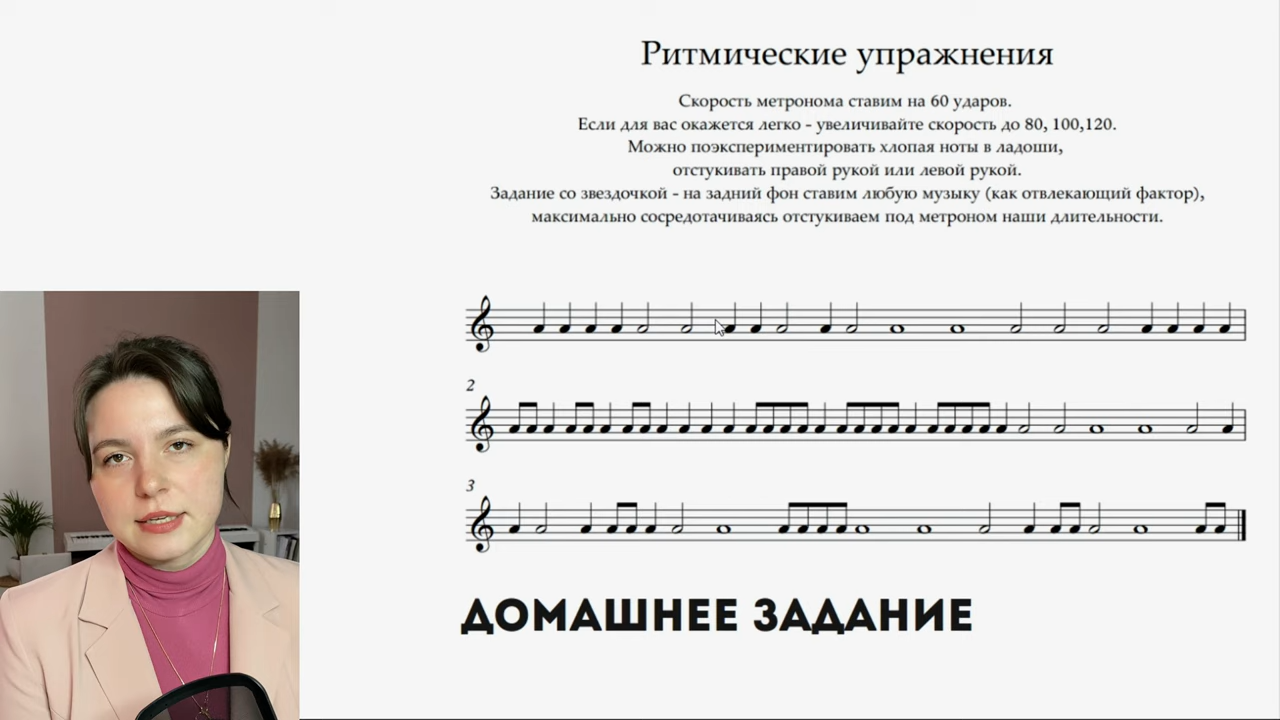 Ритмические упражнения
Скорость метронома ставим на 60 ударов.
Если для вас окажется легко - увеличивайте скорость до 80, 100,120.
Можно поэкспериментировать хлопая ноты в ладоши,
отстукивать правой рукой или левой рукой.
Задание со звездочкой - на задний фон ставим любую музыку (как отвлекающий фактор),
максимально сосредотачиваясь отстукиваем под метроном наши длительности.
2
3
ДОМАШНЕЕ ЗАДАНИЕ